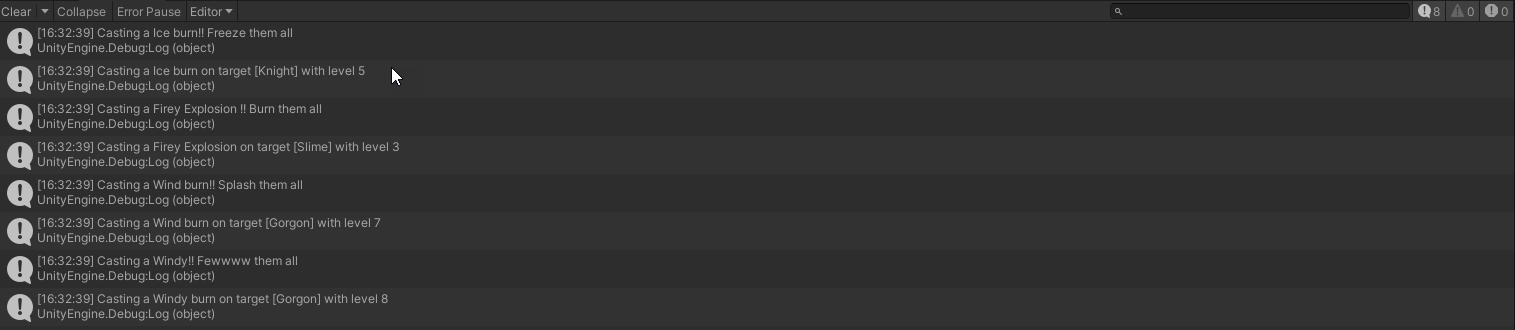 Clear Collapse Error Pause Editor 8 0 0
[16:32:39] Casting a Ice burn!! Freeze them all
UnityEngine.Debug:Log (object)
[16:32:39] Casting a Ice burn on target [Knight] with level 5
UnityEngine.Debug:Log (object)
[16:32:39] Casting a Firey Explosion !! Burn them all
UnityEngine.Debug:Log (object)
[16:32:39] Casting a Firey Explosion on target [Slime] with level 3
UnityEngine.Debug:Log (object)
[16:32:39] Casting a Wind burn!! Splash them all
UnityEngine.Debug:Log (object)
[16:32:39] Casting a Wind burn on target [Gorgon] with level 7
UnityEngine.Debug:Log (object)
[16:32:39] Casting a Windy!! Fewwww them all
UnityEngine.Debug:Log (object)
[16:32:39] Casting a Windy burn on target [Gorgon] with level 8
UnityEngine.Debug:Log (object)